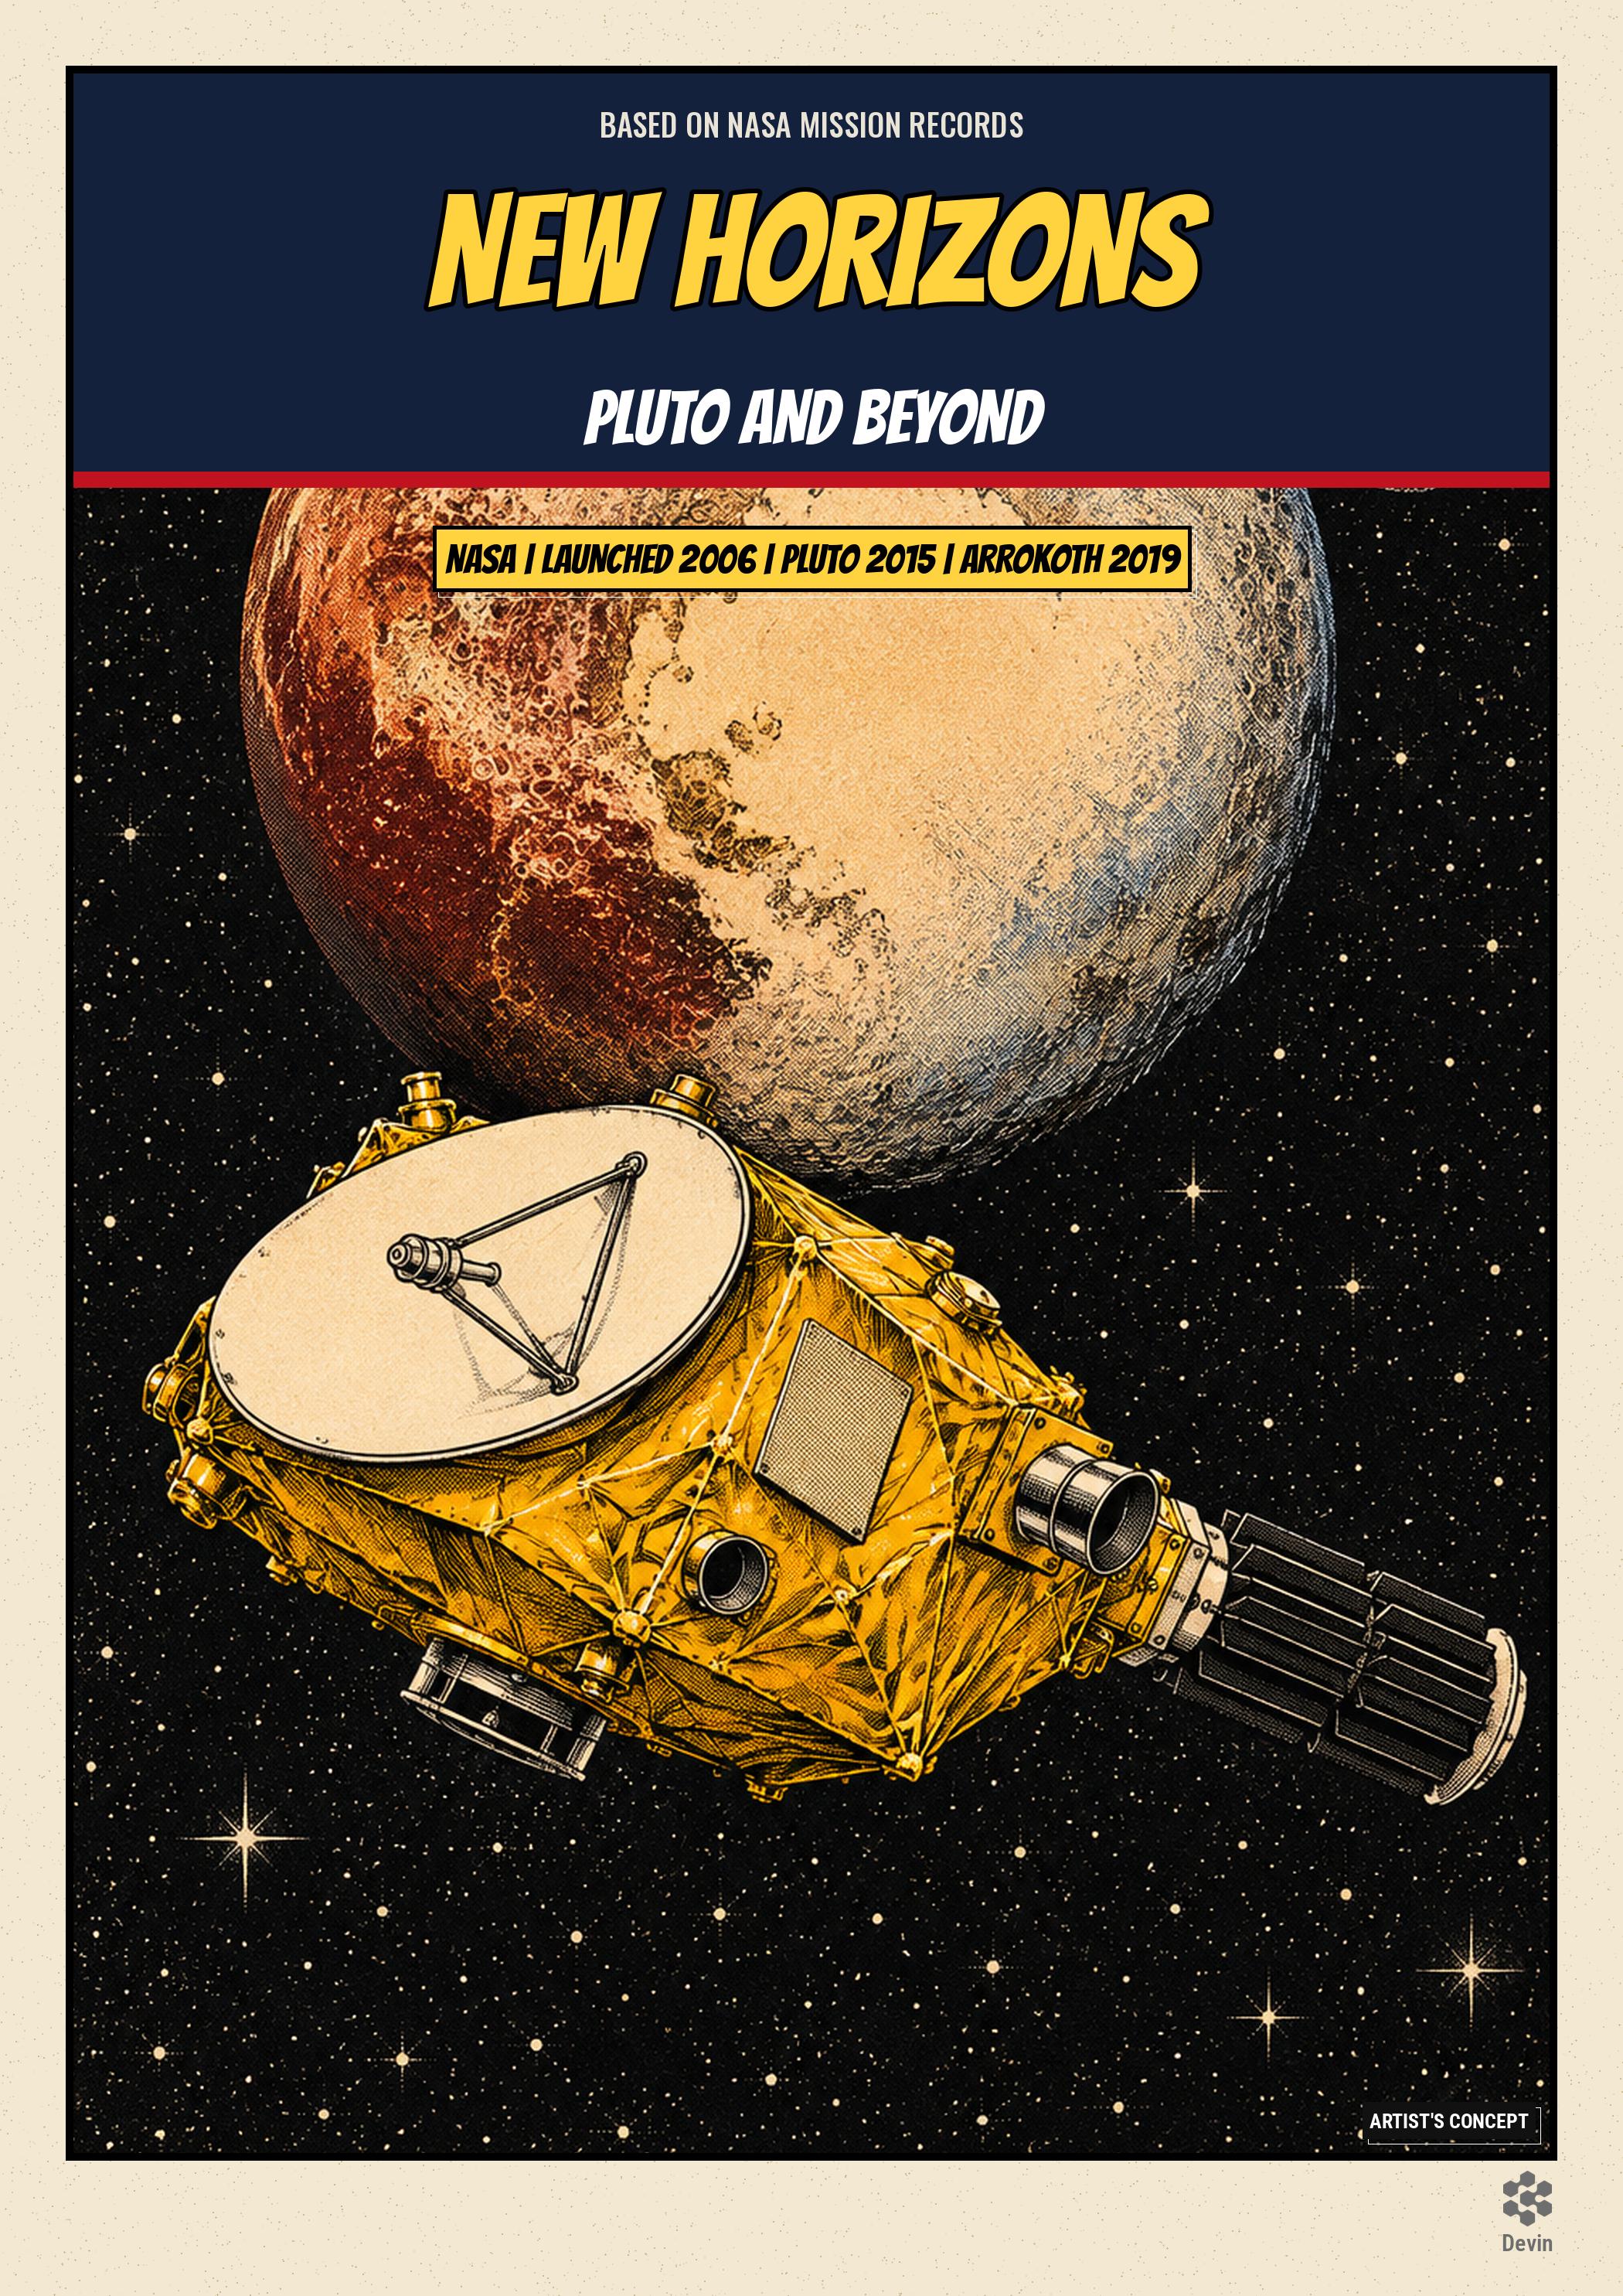 BASED ON NASA MISSION RECORDS
NEW HORIZONS
PLUTO AND BEYOND
NASA | LAUNCHED 2006 | PLUTO 2015 | ARROKOTH 2019
ARTIST'S CONCEPT
Devin